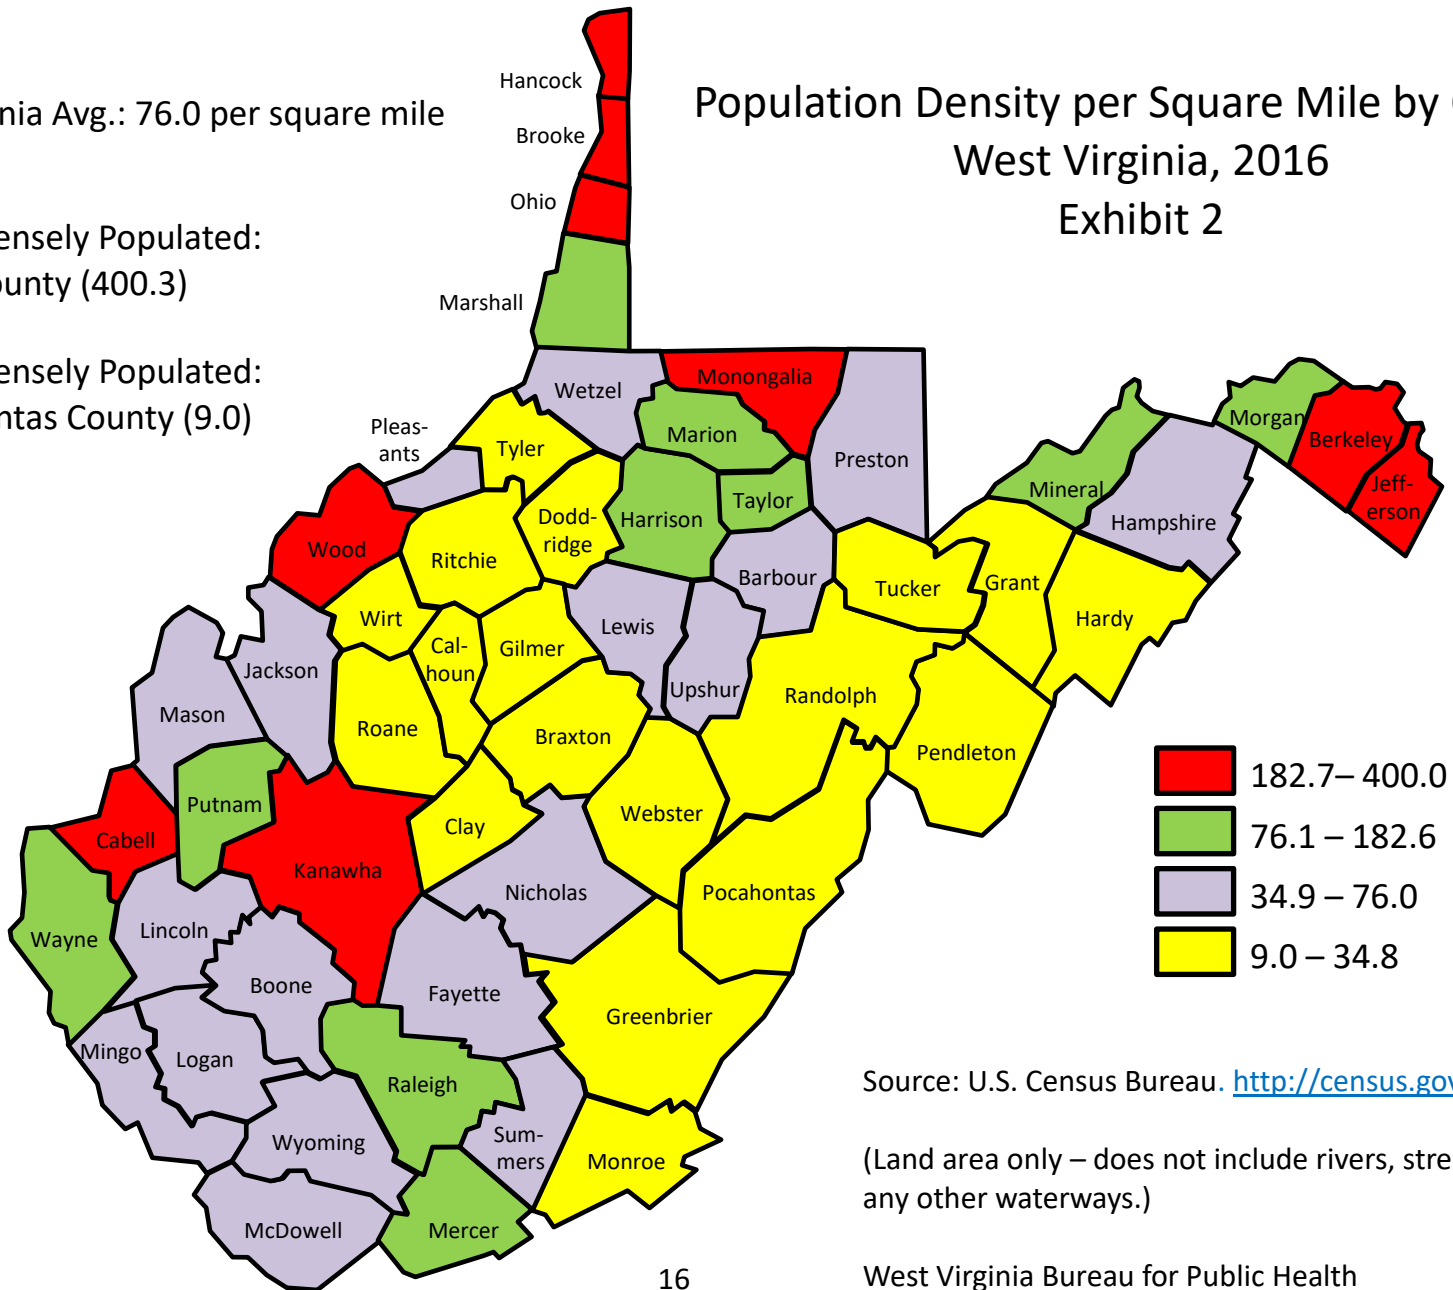 nia Avg.: 76.0 per square mile
ensely Populated:
ounty (400.3)
ensely Populated:
ntas County (9.0)
Population Density per Square Mile by
West Virginia, 2016
Exhibit 2
Hancock
Brooke
Ohio
Marshall
Wetzel
Monongalia
Marion
Preston
Pleas-
ants
Tyler
Taylor
Harrison
Dodd-
ridge
Ritchie
Wood
Wirt
Barbour
Tucker
Grant
Mineral
Hampshire
Morgan
Berkeley
Jeff-
erson
Hardy
Lewis
Gilmer
Cal-
houn
Jackson
Mason
Upshur
Randolph
Roane
Braxton
Pendleton
Putnam
Cabell
Clay
Webster
Kanawha
Nicholas
Pocahontas
Wayne
Lincoln
Boone
Fayette
Greenbrier
Mingo
Logan
Raleigh
Wyoming
Sum-
mers
Monroe
McDowell
Mercer
182.7– 400.0
76.1 – 182.6
34.9 – 76.0
9.0 – 34.8
Source: U.S. Census Bureau. http://census.gov
(Land area only – does not include rivers, stre
any other waterways.)
16
West Virginia Bureau for Public Health